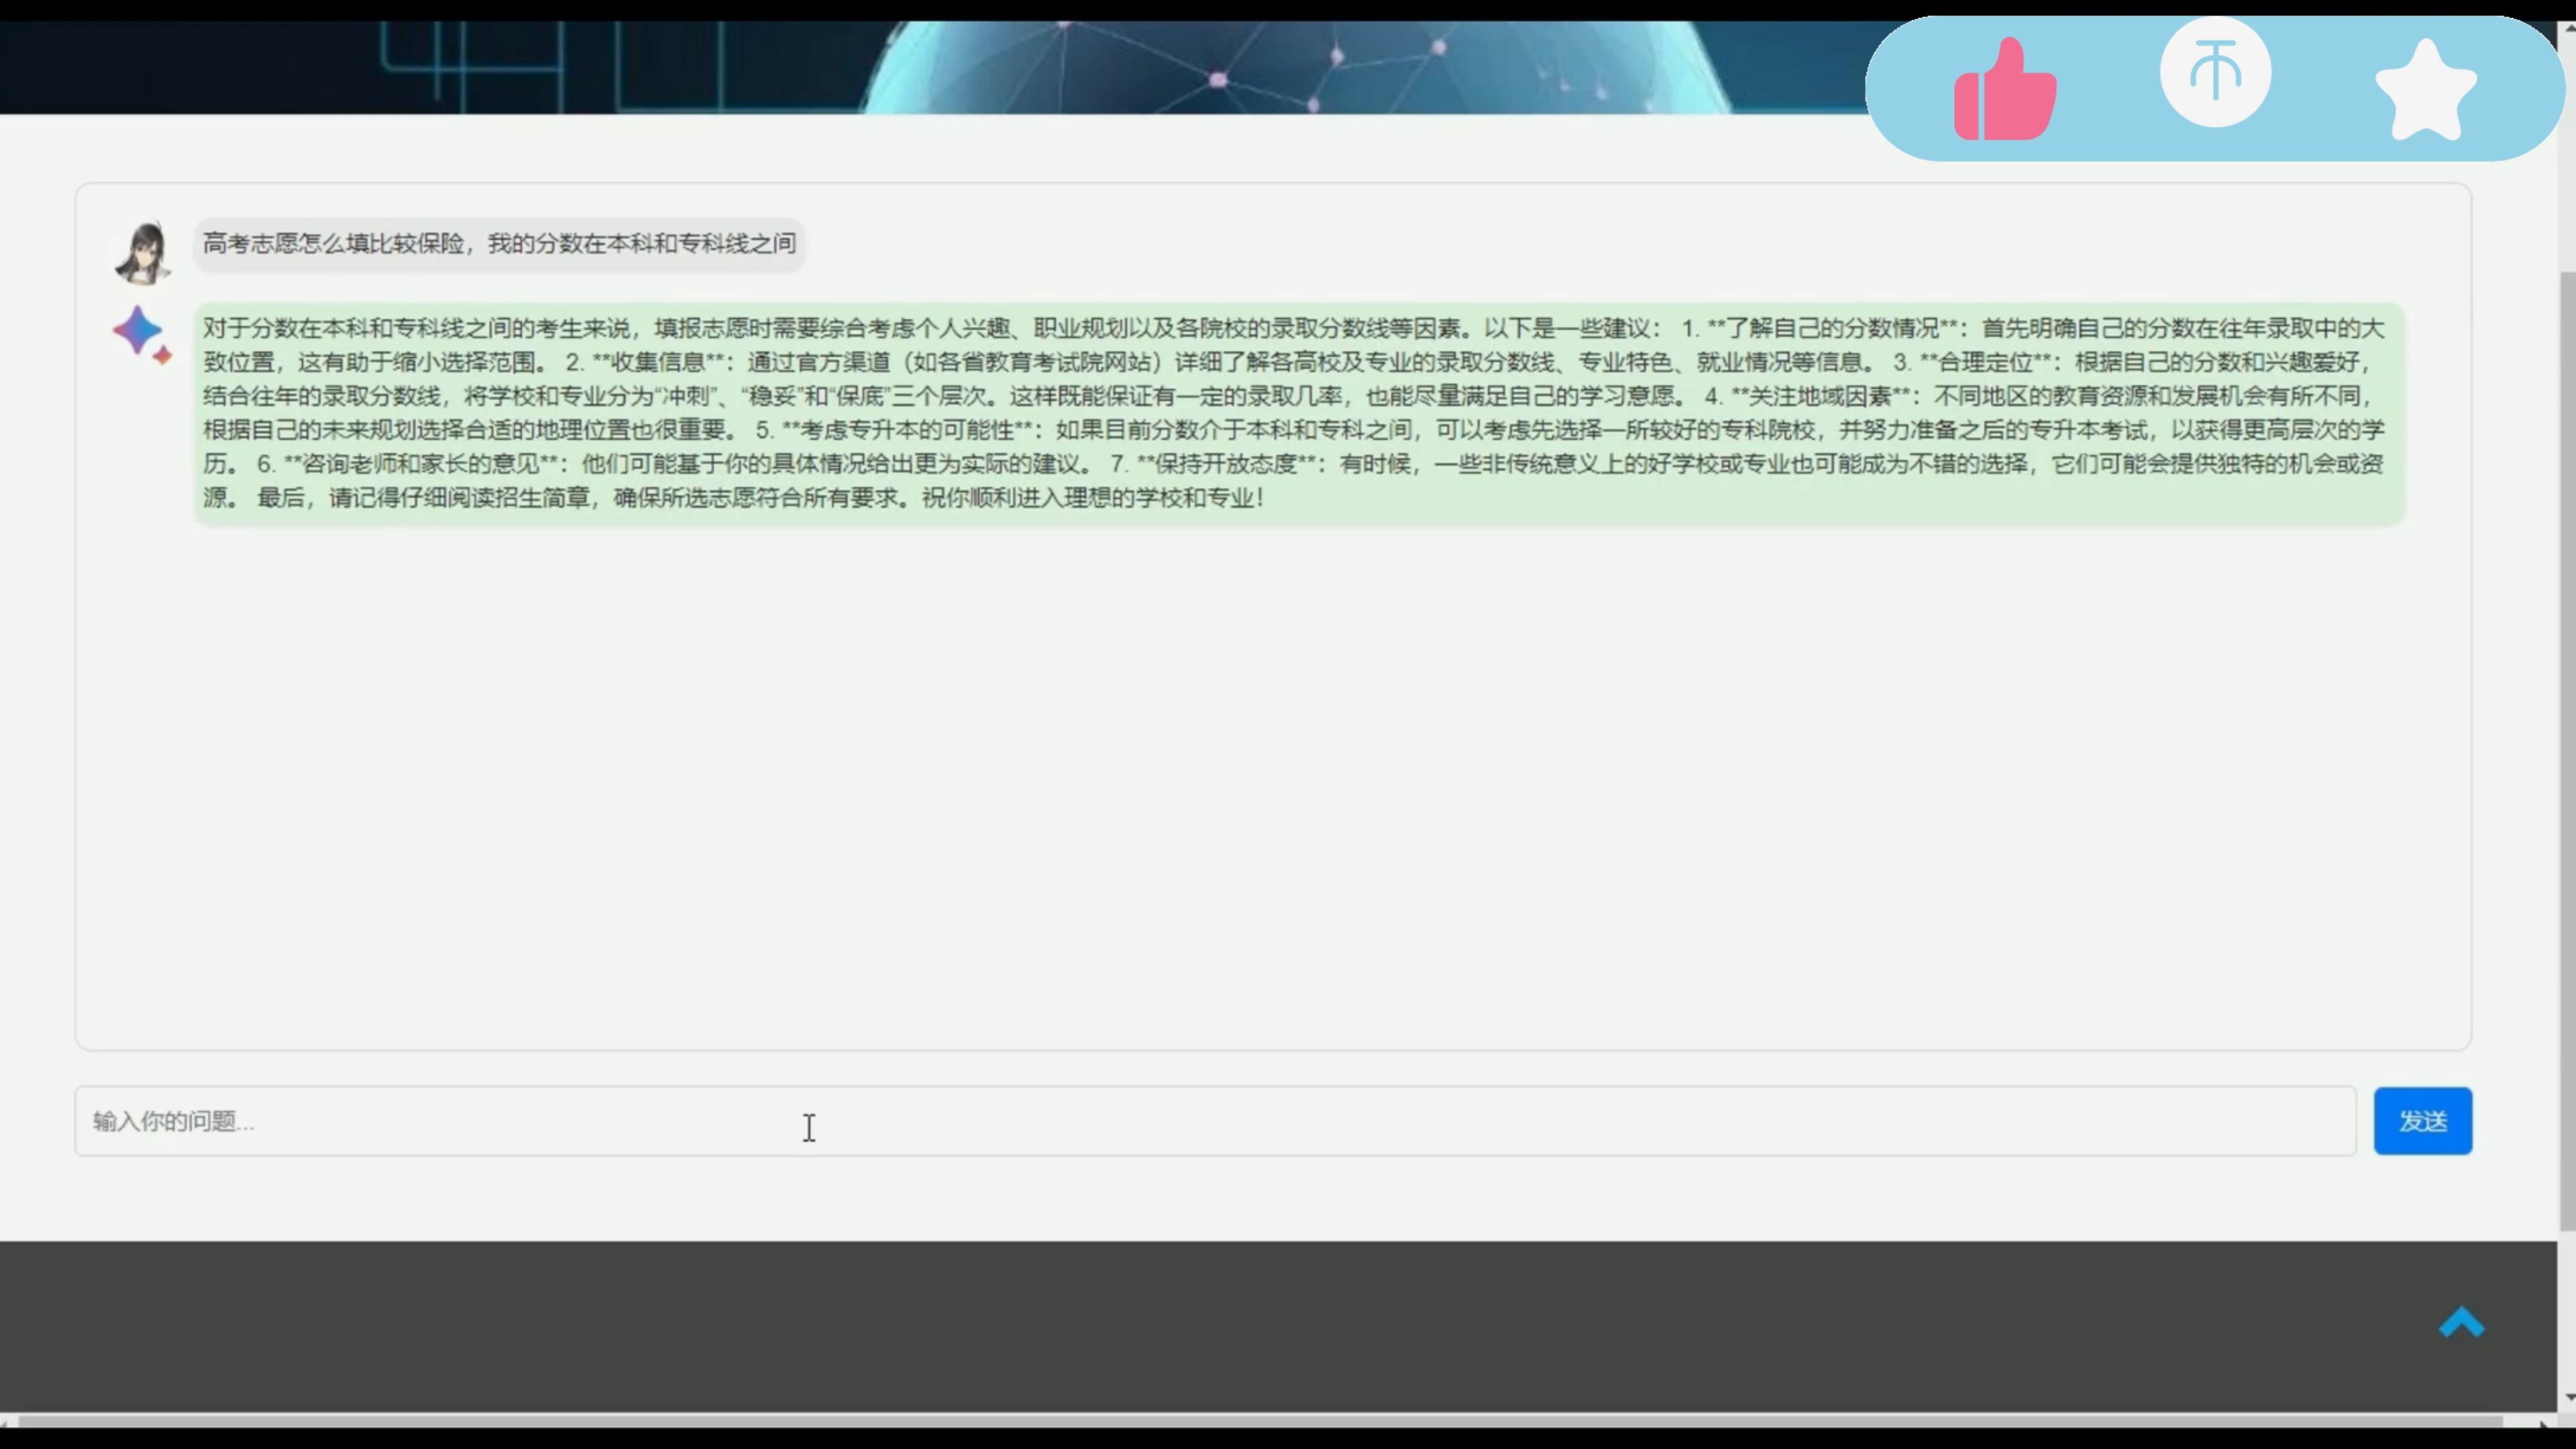 高考志愿怎么填比较保险，我的分数在本科和专科线之间
对于分数在本科和专科线之间的考生来说，填报志愿时需要综合考虑个人兴趣、职业规划以及各院校的录取分数线等因素。以下是一些建议： 1. **了解自己的分数情况**：首先明确自己的分数在往年录取中的大
致位置，这有助于缩小选择范围。 2. **收集信息**：通过官方渠道（如各省教育考试院网站）详细了解各高校及专业的录取分数线、专业特色、就业情况等信息。 3. **合理定位**：根据自己的分数和兴趣爱好，
结合往年的录取分数线，将学校和专业分为“冲刺”、“稳妥”和“保底”三个层次。这样既能保证有一定的录取几率，也能尽量满足自己的学习意愿。 4. **关注地域因素**：不同地区的教育资源和发展机会有所不同，
根据自己的未来规划选择合适的地理位置也很重要。 5. **考虑专升本的可能性**：如果目前分数介于本科和专科之间，可以考虑先选择一所较好的专科院校，并努力准备之后的专升本考试，以获得更高层次的学
历。 6. **咨询老师和家长的意见**：他们可能基于你的具体情况给出更为实际的建议。 7. **保持开放态度**：有时候，一些非传统意义上的好学校或专业也可能成为不错的选择，它们可能会提供独特的机会或资
源。 最后，请记得仔细阅读招生简章，确保所选志愿符合所有要求。祝你顺利进入理想的学校和专业！
输入你的问题...
发送